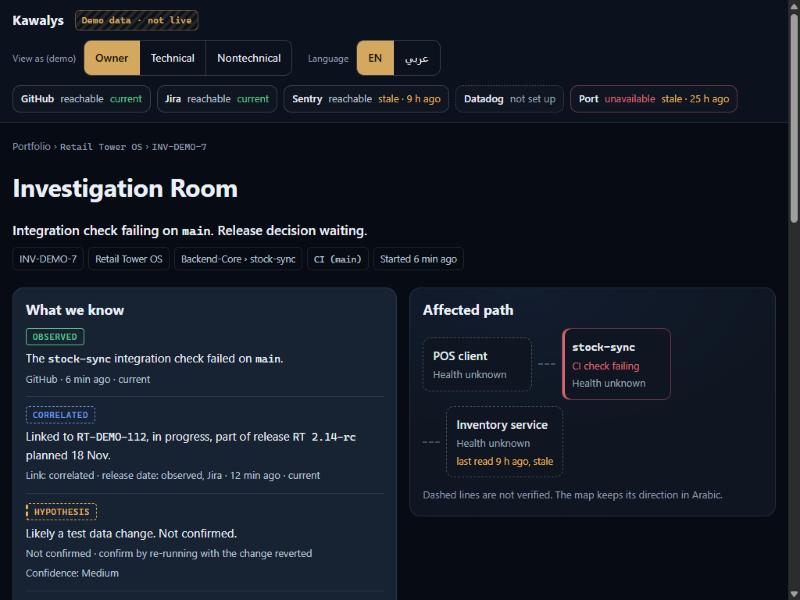 Kawalys Demo data · not live
View as (demo) Owner Technical Nontechnical Language EN عربي
GitHub reachable current Jira reachable current Sentry reachable stale · 9 h ago Datadog not set up Port unavailable stale · 25 h ago
Portfolio › Retail Tower OS › INV-DEMO-7
Investigation Room
Integration check failing on main. Release decision waiting.
INV-DEMO-7 Retail Tower OS Backend-Core › stock-sync CI (main) Started 6 min ago
What we know
OBSERVED
The stock-sync integration check failed on main.
GitHub · 6 min ago · current
CORRELATED
Linked to RT-DEMO-112, in progress, part of release RT 2.14-rc
planned 18 Nov.
Link: correlated · release date: observed, Jira · 12 min ago · current
HYPOTHESIS
Likely a test data change. Not confirmed.
Not confirmed · confirm by re-running with the change reverted
Confidence: Medium
Affected path
POS client
Health unknown
stock-sync
CI check failing
Health unknown
Inventory service
Health unknown
last read 9 h ago, stale
Dashed lines are not verified. The map keeps its direction in Arabic.